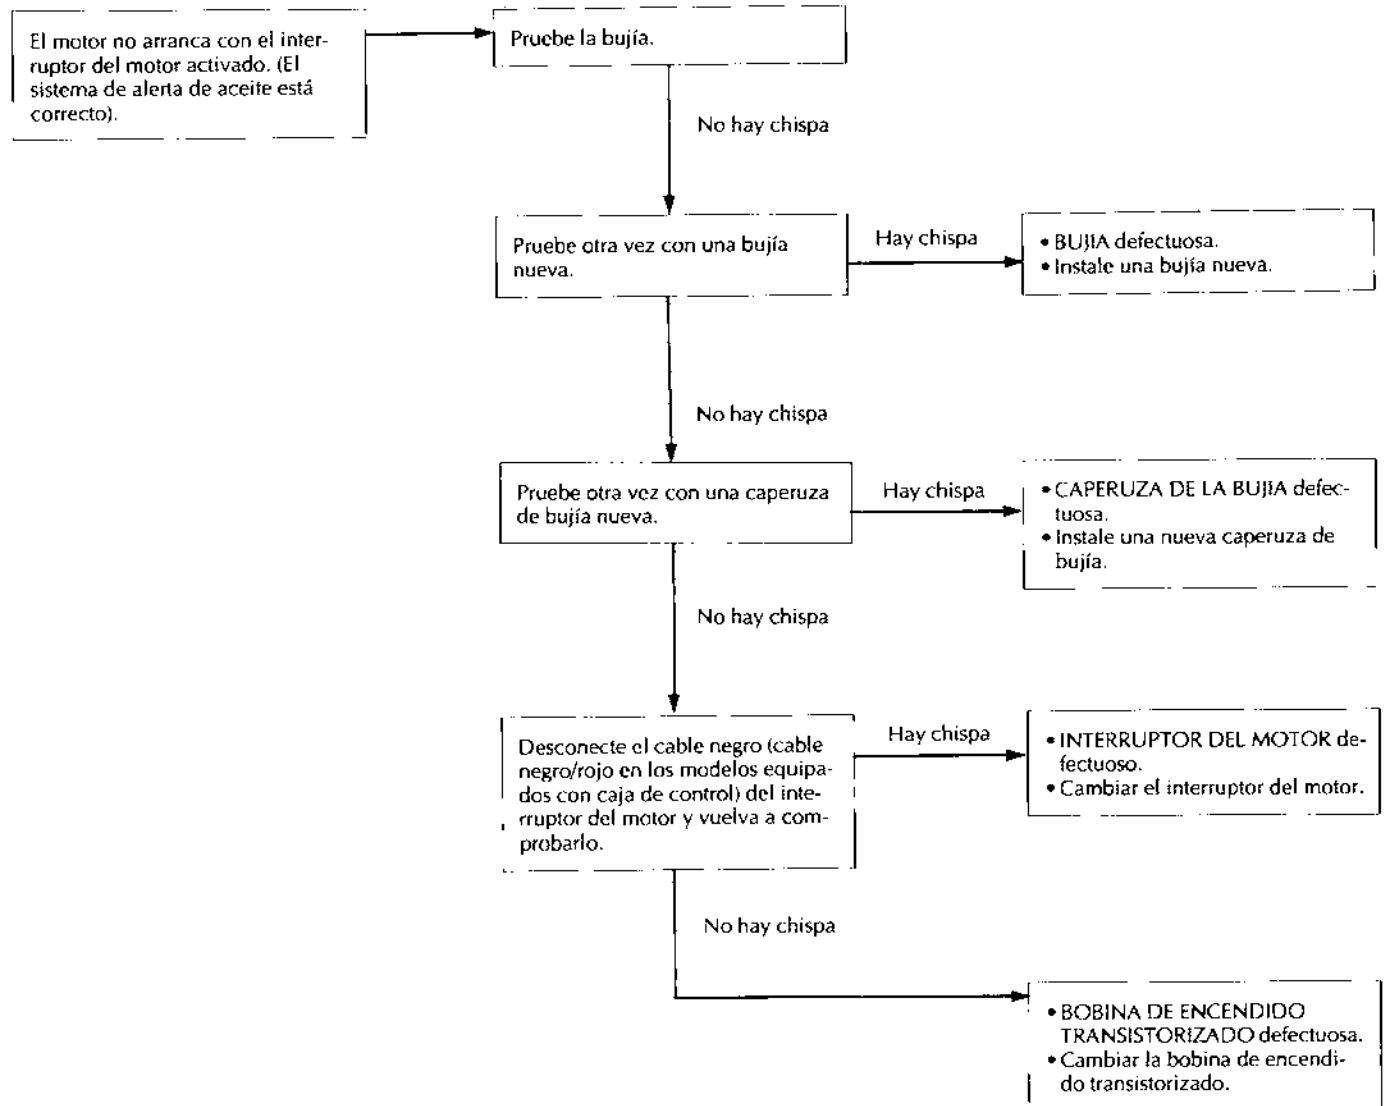 El motor no arranca con el inter-
ruptor del motor activado. (El
sistema de alerta de aceite está
correcto).
Pruebe la bujía.
No hay chispa
Pruebe otra vez con una bujía
nueva.
Hay chispa
• BUJIA defectuosa.
• Instale una bujía nueva.
No hay chispa
Pruebe otra vez con una caperuza
de bujía nueva.
Hay chispa
• CAPERUZA DE LA BUJIA defec-
tuosa.
• Instale una nueva caperuza de
bujía.
No hay chispa
Desconecte el cable negro (cable
negro/rojo en los modelos equipa-
dos con caja de control) del inte-
rruptor del motor y vuelva a com-
probarlo.
Hay chispa
• INTERRUPTOR DEL MOTOR de-
fectuoso.
• Cambiar el interruptor del motor.
No hay chispa
• BOBINA DE ENCENDIDO
TRANSISTORIZADO defectuosa.
• Cambiar la bobina de encendi-
do transistorizado.